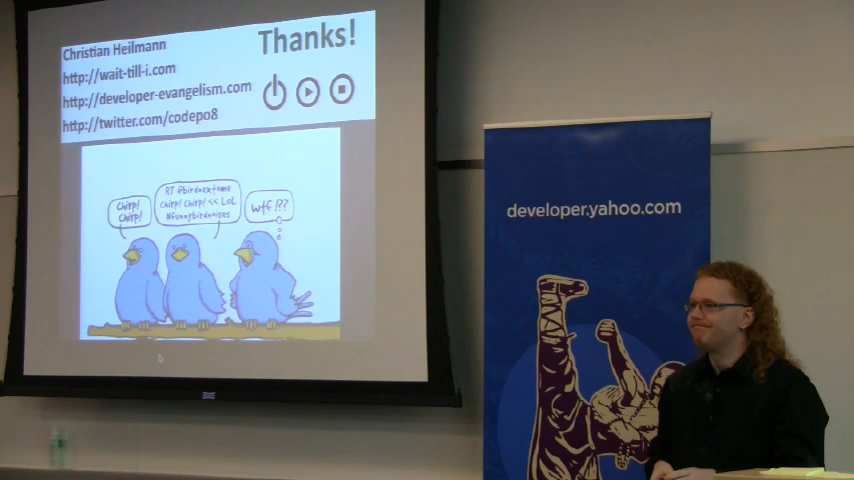 Christian Heilmann
Thanks!
http://wait-till-i.com
http://developer-evangelism.com
http://twitter.com/codepo8
Chirp!
Chirp!
RT @birdnextome
Chirp! Chirp! << LOL
#funnybirdnoises
wtf!??
developer.yahoo.com